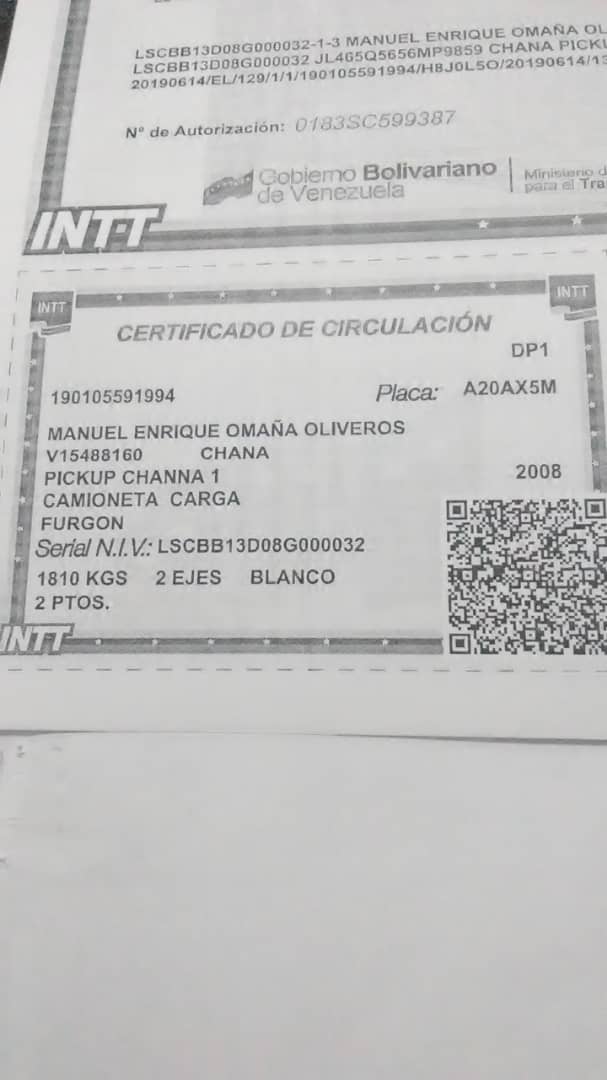 LSCBB13D08G000032-1-3 MANUEL ENRIQUE OMAÑA OL
LSCBB13D08G000032 JL465Q5656MP9859 CHANA PICKU
20190614/EL/129/1/1/190105591994/H8J0L5O/20190614/13
N° de Autorización: 0183SC599387
Gobierno Bolivariano
de Venezuela
Ministerio d
para el Tra
INTT
INTT
INTT
CERTIFICADO DE CIRCULACIÓN
DP1
190105591994 Placa: A20AX5M
MANUEL ENRIQUE OMAÑA OLIVEROS
V15488160 CHANA
PICKUP CHANNA 1 2008
CAMIONETA CARGA
FURGON
Serial N.I.V.: LSCBB13D08G000032
1810 KGS 2 EJES BLANCO
2 PTOS.
INTT